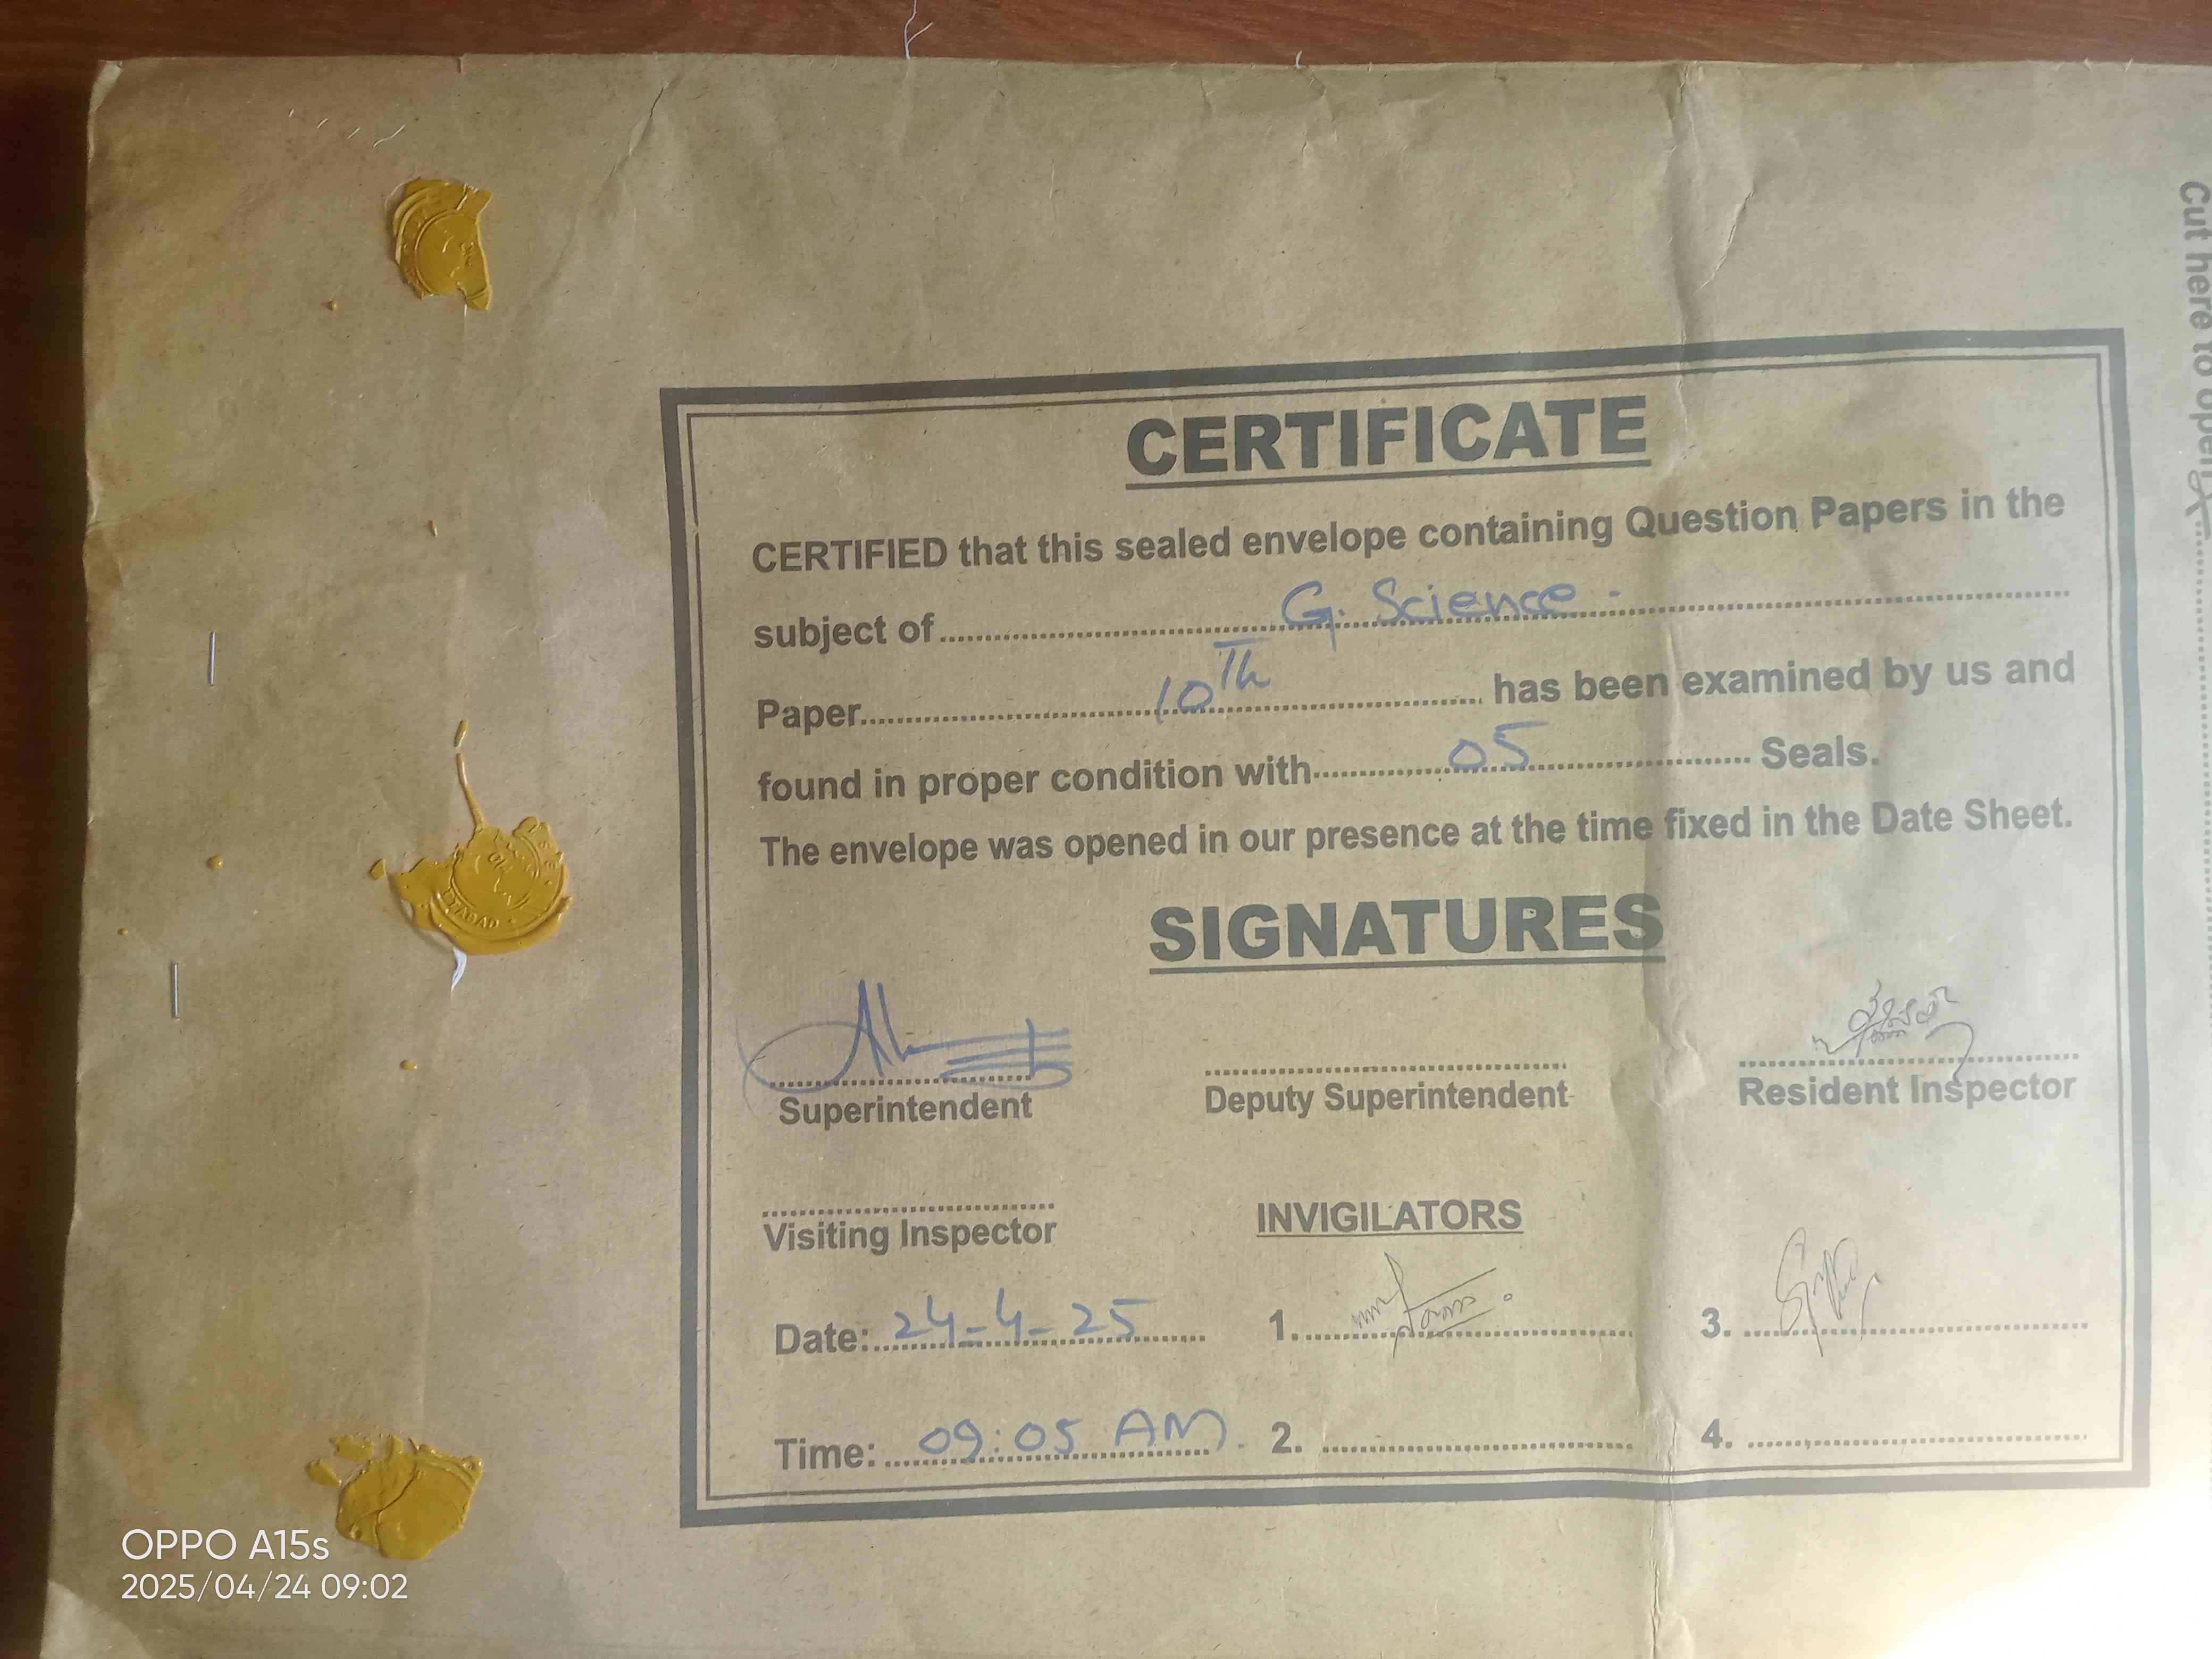 CERTIFICATE
CERTIFIED that this sealed envelope containing Question Papers in the
subject of G. Science
Paper 10Th has been examined by us and
found in proper condition with 05 Seals.
The envelope was opened in our presence at the time fixed in the Date Sheet.
SIGNATURES
Superintendent Deputy Superintendent Resident Inspector
Visiting Inspector INVIGILATORS
Date: 24-4-25 1. 3.
Time: 09:05 AM. 2. 4.
Cut here to open
OPPO A15s
2025/04/24 09:02